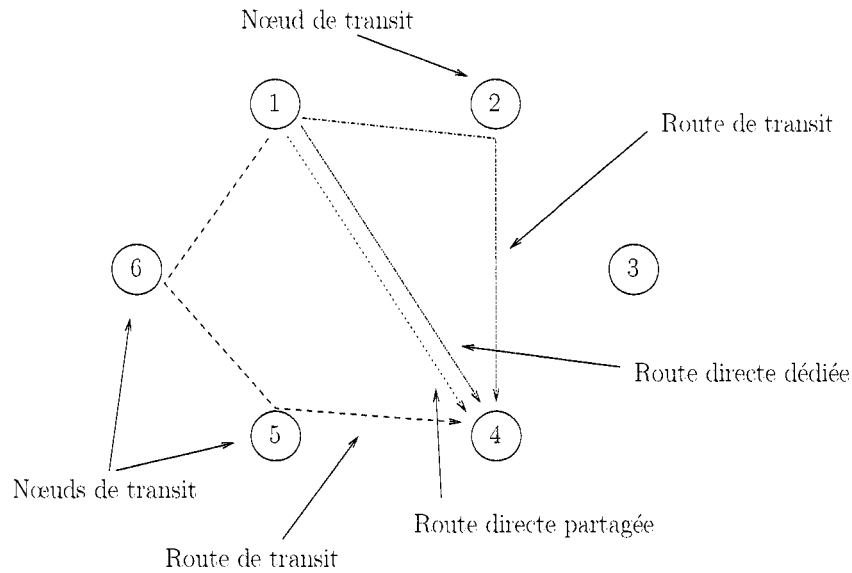 Nœud de transit
1
2
Route de transit
6
3
Route directe dédiée
5
4
Nœuds de transit
Route directe partagée
Route de transit